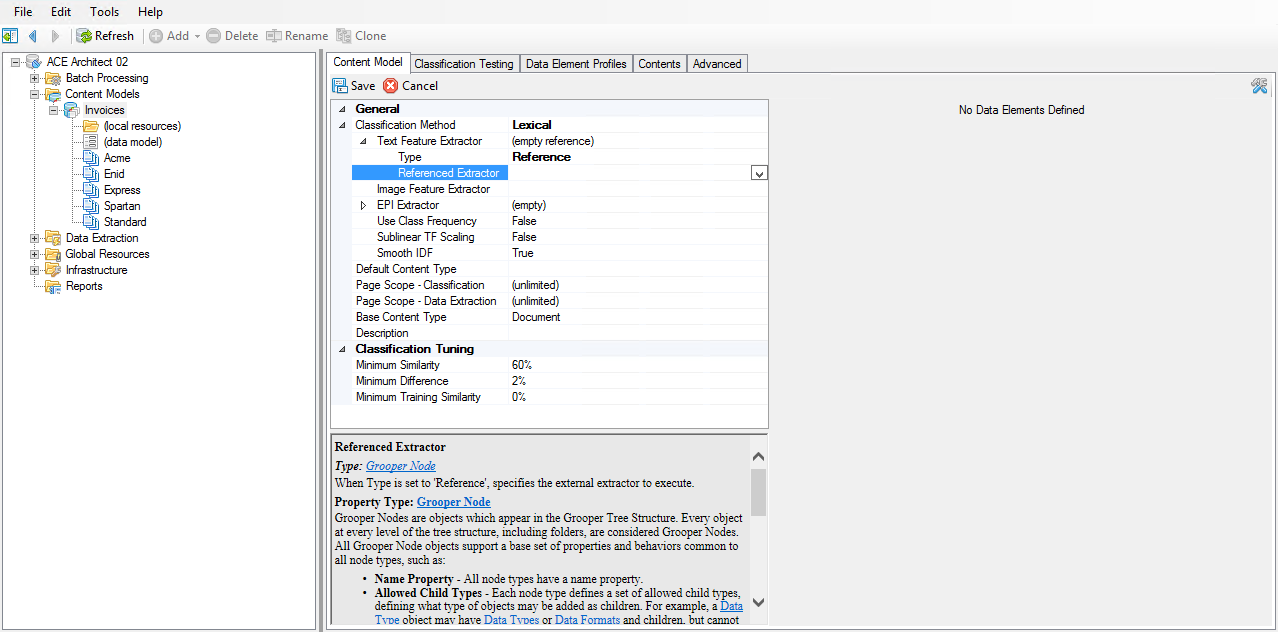 File Edit Tools Help
Refresh Add Delete Rename Clone
ACE Architect 02
Batch Processing
Content Models
Invoices
(local resources)
(data model)
Acme
Enid
Express
Spartan
Standard
Data Extraction
Global Resources
Infrastructure
Reports
Content Model Classification Testing Data Element Profiles Contents Advanced
Save Cancel
General
Classification Method Lexical
Text Feature Extractor (empty reference)
Type Reference
Referenced Extractor
Image Feature Extractor
EPI Extractor (empty)
Use Class Frequency False
Sublinear TF Scaling False
Smooth IDF True
Default Content Type
Page Scope - Classification (unlimited)
Page Scope - Data Extraction (unlimited)
Base Content Type Document
Description
Classification Tuning
Minimum Similarity 60%
Minimum Difference 2%
Minimum Training Similarity 0%
Referenced Extractor
Type: Grooper Node
When Type is set to 'Reference', specifies the external extractor to execute.
Property Type: Grooper Node
Grooper Nodes are objects which appear in the Grooper Tree Structure. Every object
at every level of the tree structure, including folders, are considered Grooper Nodes.
All Grooper Node objects support a base set of properties and behaviors common to
all node types, such as:
• Name Property - All node types have a name property.
• Allowed Child Types - Each node type defines a set of allowed child types,
defining what type of objects may be added as children. For example, a Data
Type object may have Data Types or Data Formats and children, but cannot
No Data Elements Defined